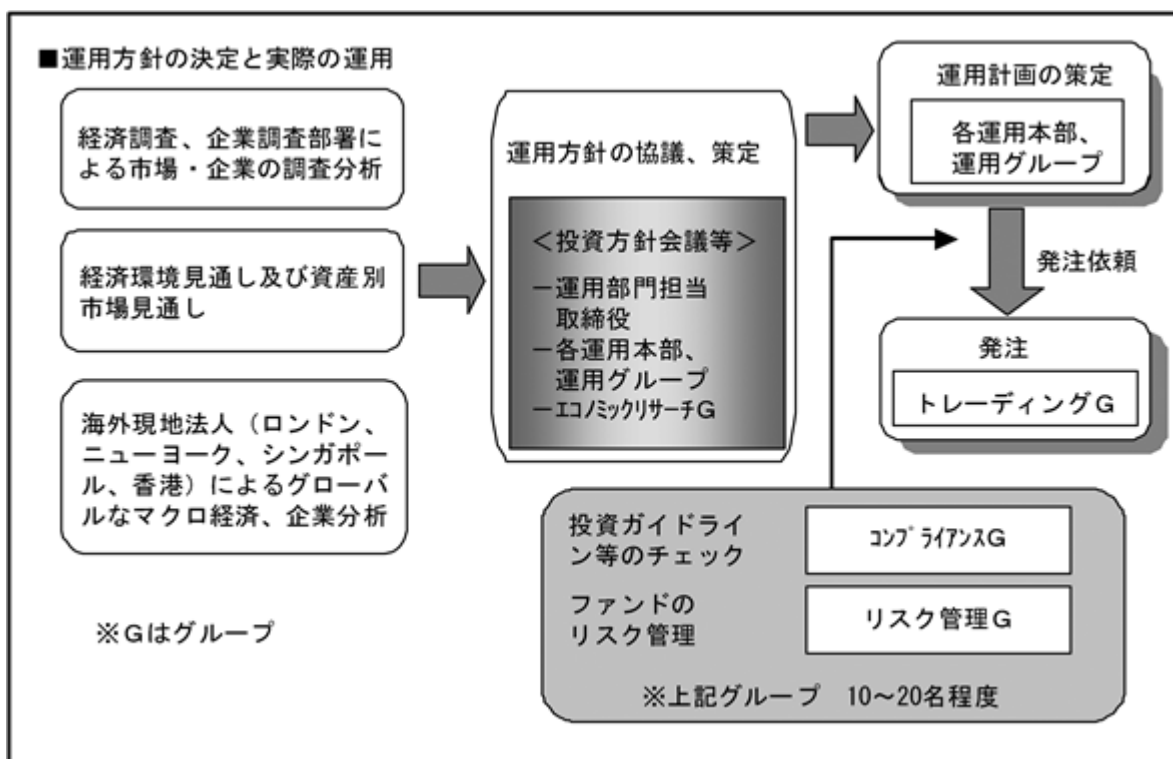 ■運用方針の決定と実際の運用
経済調査、企業調査部署に
よる市場・企業の調査分析
経済環境見通し及び資産別
市場見通し
海外現地法人（ロンドン、
ニューヨーク、シンガポー
ル、香港）によるグローバ
ルなマクロ経済、企業分析
※Ｇはグループ
運用方針の協議、策定
＜投資方針会議等＞
－運用部門担当
取締役
－各運用本部、
運用グループ
－ｴｺﾉﾐｯｸﾘｻｰﾁＧ
運用計画の策定
各運用本部、
運用グループ
発注依頼
発注
トレーディングＧ
投資ガイドライ
ン等のチェック
ｺﾝﾌﾟﾗｲｱﾝｽＧ
ファンドの
リスク管理
リスク管理Ｇ
※上記グループ　10～20名程度